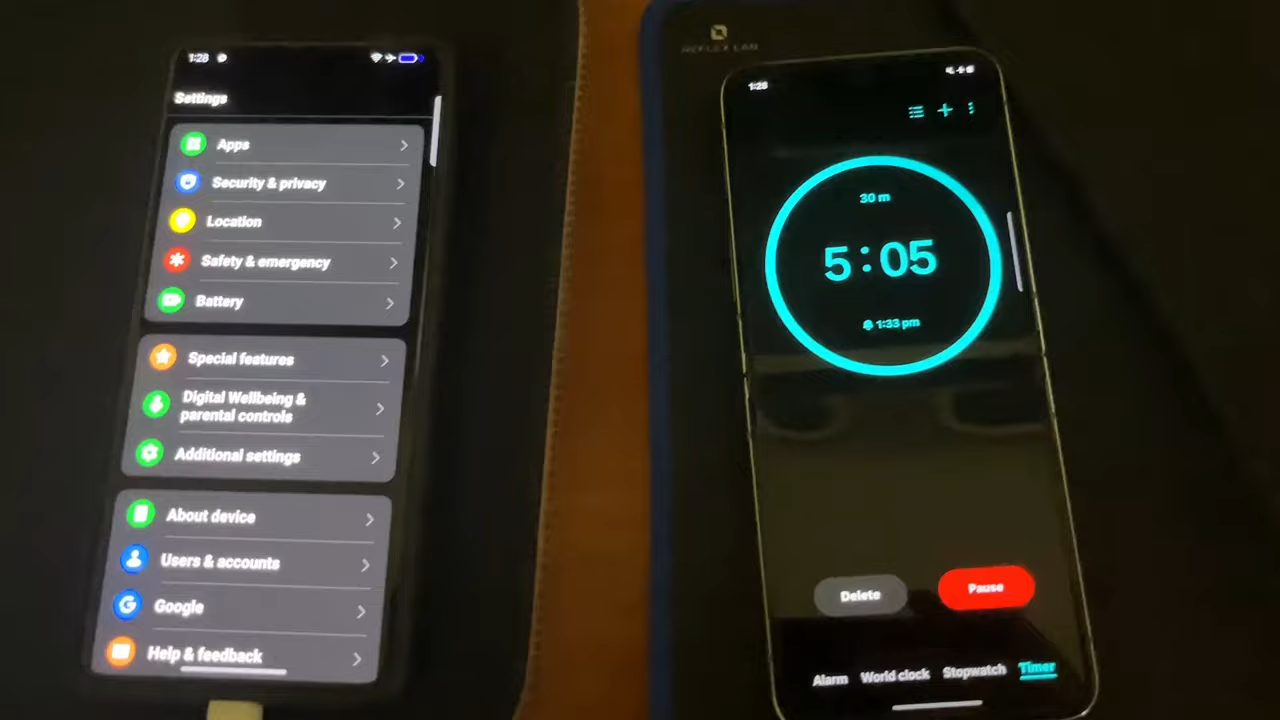 1:28
Settings
Apps
Security & privacy
Location
Safety & emergency
Battery
Special features
Digital Wellbeing &
parental controls
Additional settings
About device
Users & accounts
Google
Help & feedback
REFLEX LAB
1:28
30 m
5:05
1:33 pm
Delete
Pause
Alarm World clock Stopwatch Timer